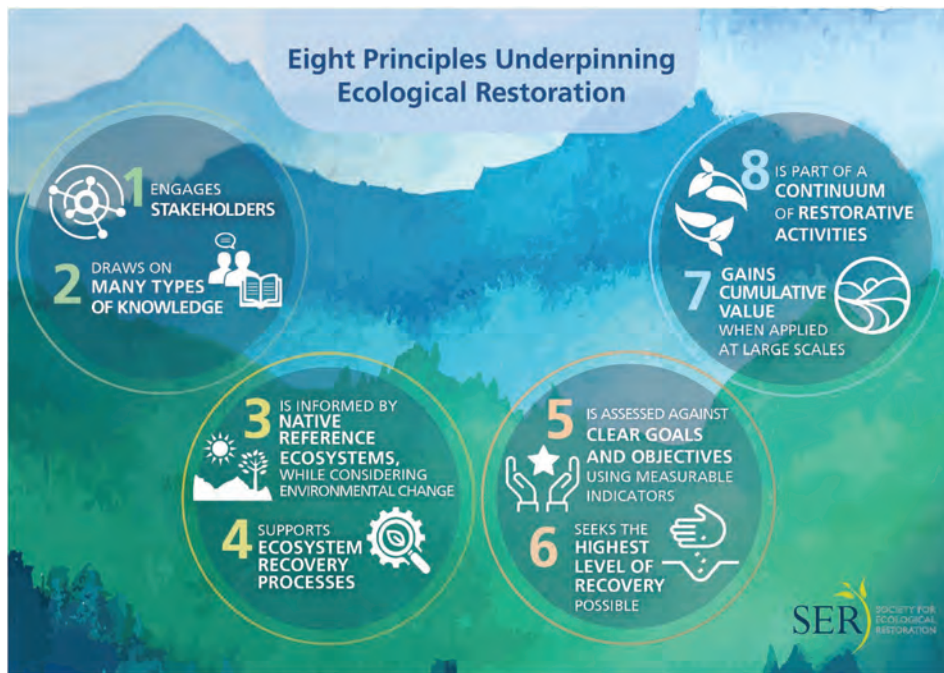 Eight Principles Underpinning
Ecological Restoration
1 ENGAGES
STAKEHOLDERS
2 DRAWS ON
MANY TYPES
OF KNOWLEDGE
3 IS INFORMED BY
NATIVE
REFERENCE
ECOSYSTEMS,
WHILE CONSIDERING
ENVIRONMENTAL CHANGE
4 SUPPORTS
ECOSYSTEM
RECOVERY
PROCESSES
5 IS ASSESSED AGAINST
CLEAR GOALS
AND OBJECTIVES
USING MEASURABLE
INDICATORS
6 SEEKS THE
HIGHEST
LEVEL OF
RECOVERY
POSSIBLE
7 GAINS
CUMULATIVE
VALUE
WHEN APPLIED
AT LARGE SCALES
8 IS PART OF A
CONTINUUM
OF RESTORATIVE
ACTIVITIES
SER
SOCIETY FOR
ECOLOGICAL
RESTORATION